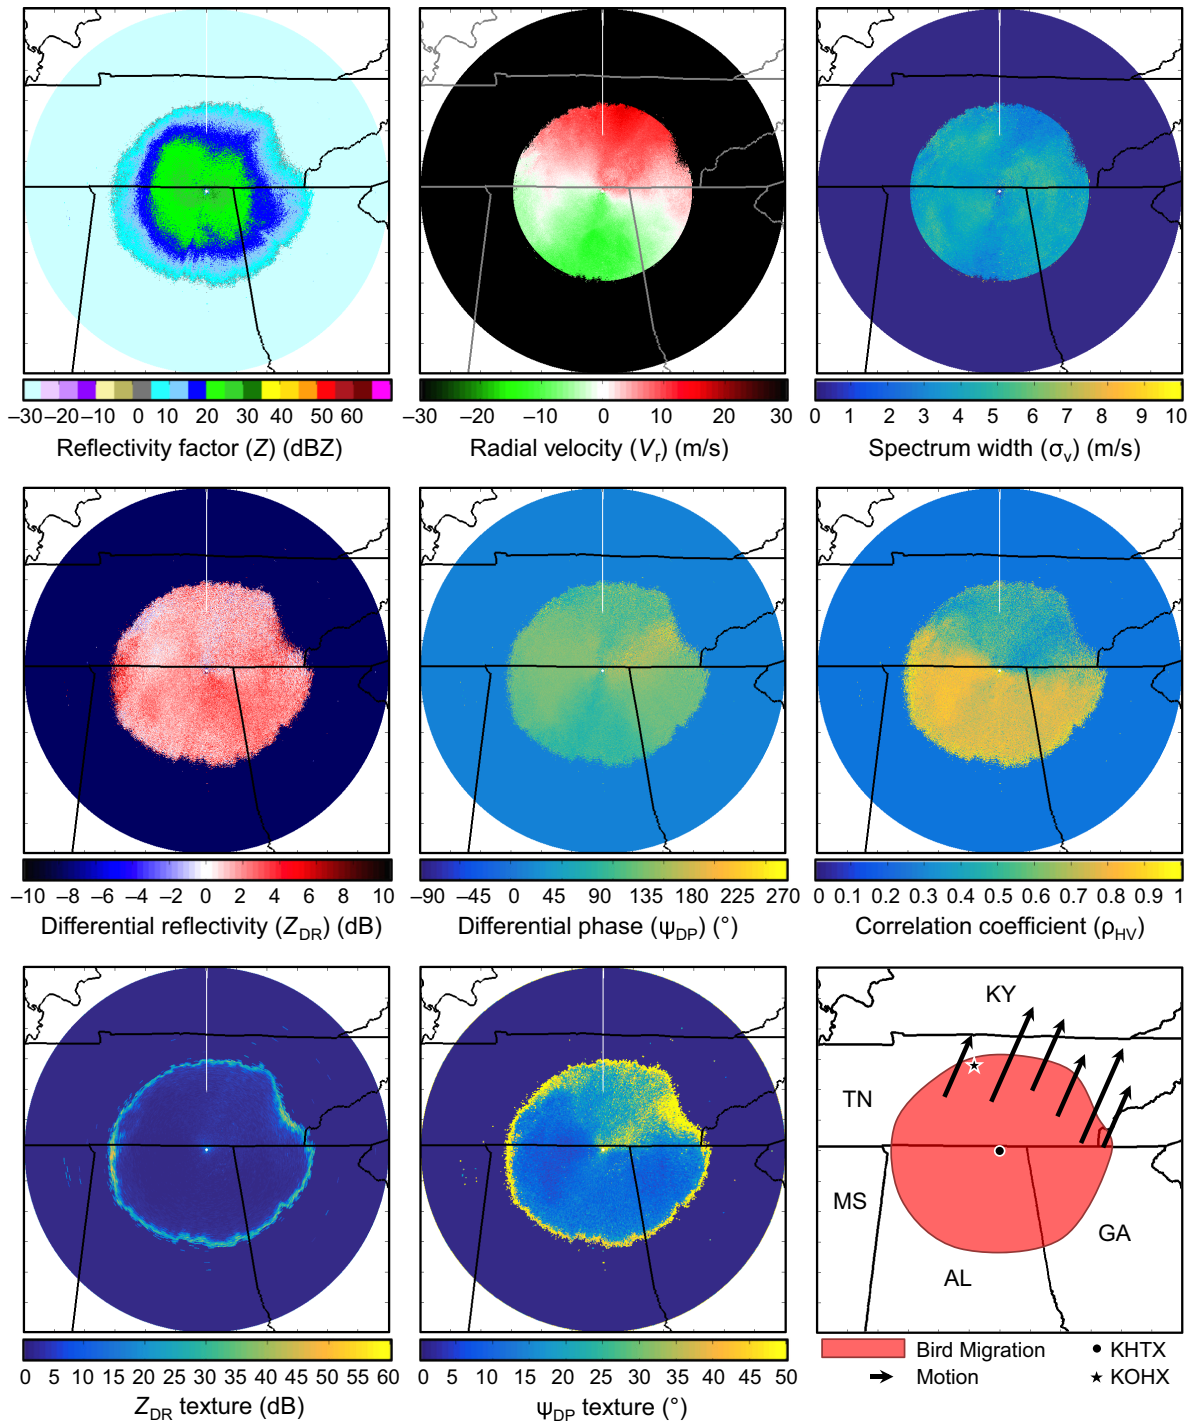 −30 −20 −10 0 10 20 30 40 50 60
Reflectivity factor (Z) (dBZ)
−30 −20 −10 0 10 20 30
Radial velocity (Vr) (m/s)
0 1 2 3 4 5 6 7 8 9 10
Spectrum width (σv) (m/s)
−10 −8 −6 −4 −2 0 2 4 6 8 10
Differential reflectivity (ZDR) (dB)
−90 −45 0 45 90 135 180 225 270
Differential phase (ψDP) (°)
0 0.1 0.2 0.3 0.4 0.5 0.6 0.7 0.8 0.9 1
Correlation coefficient (ρHV)
0 5 10 15 20 25 30 35 40 45 50 55 60
ZDR texture (dB)
0 5 10 15 20 25 30 35 40 45 50
ψDP texture (°)
KY
TN
MS
GA
AL
Bird Migration
KHTX
Motion
KOHX